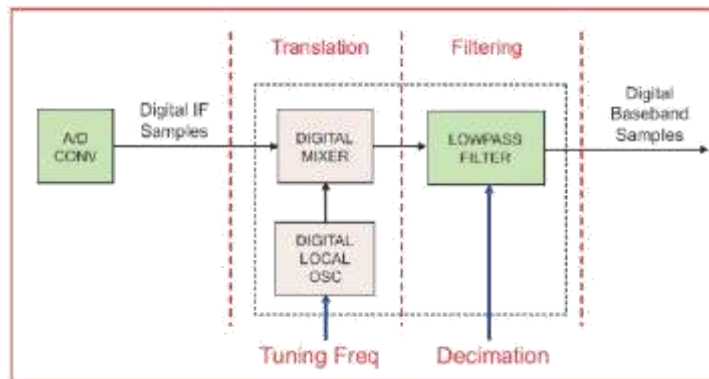 Translation
Filtering
Digital IF
Samples
Digital
Baseband
Samples
A/D
CONV
DIGITAL
MIXER
LOWPASS
FILTER
DIGITAL
LOCAL
OSC
Tuning Freq
Decimation